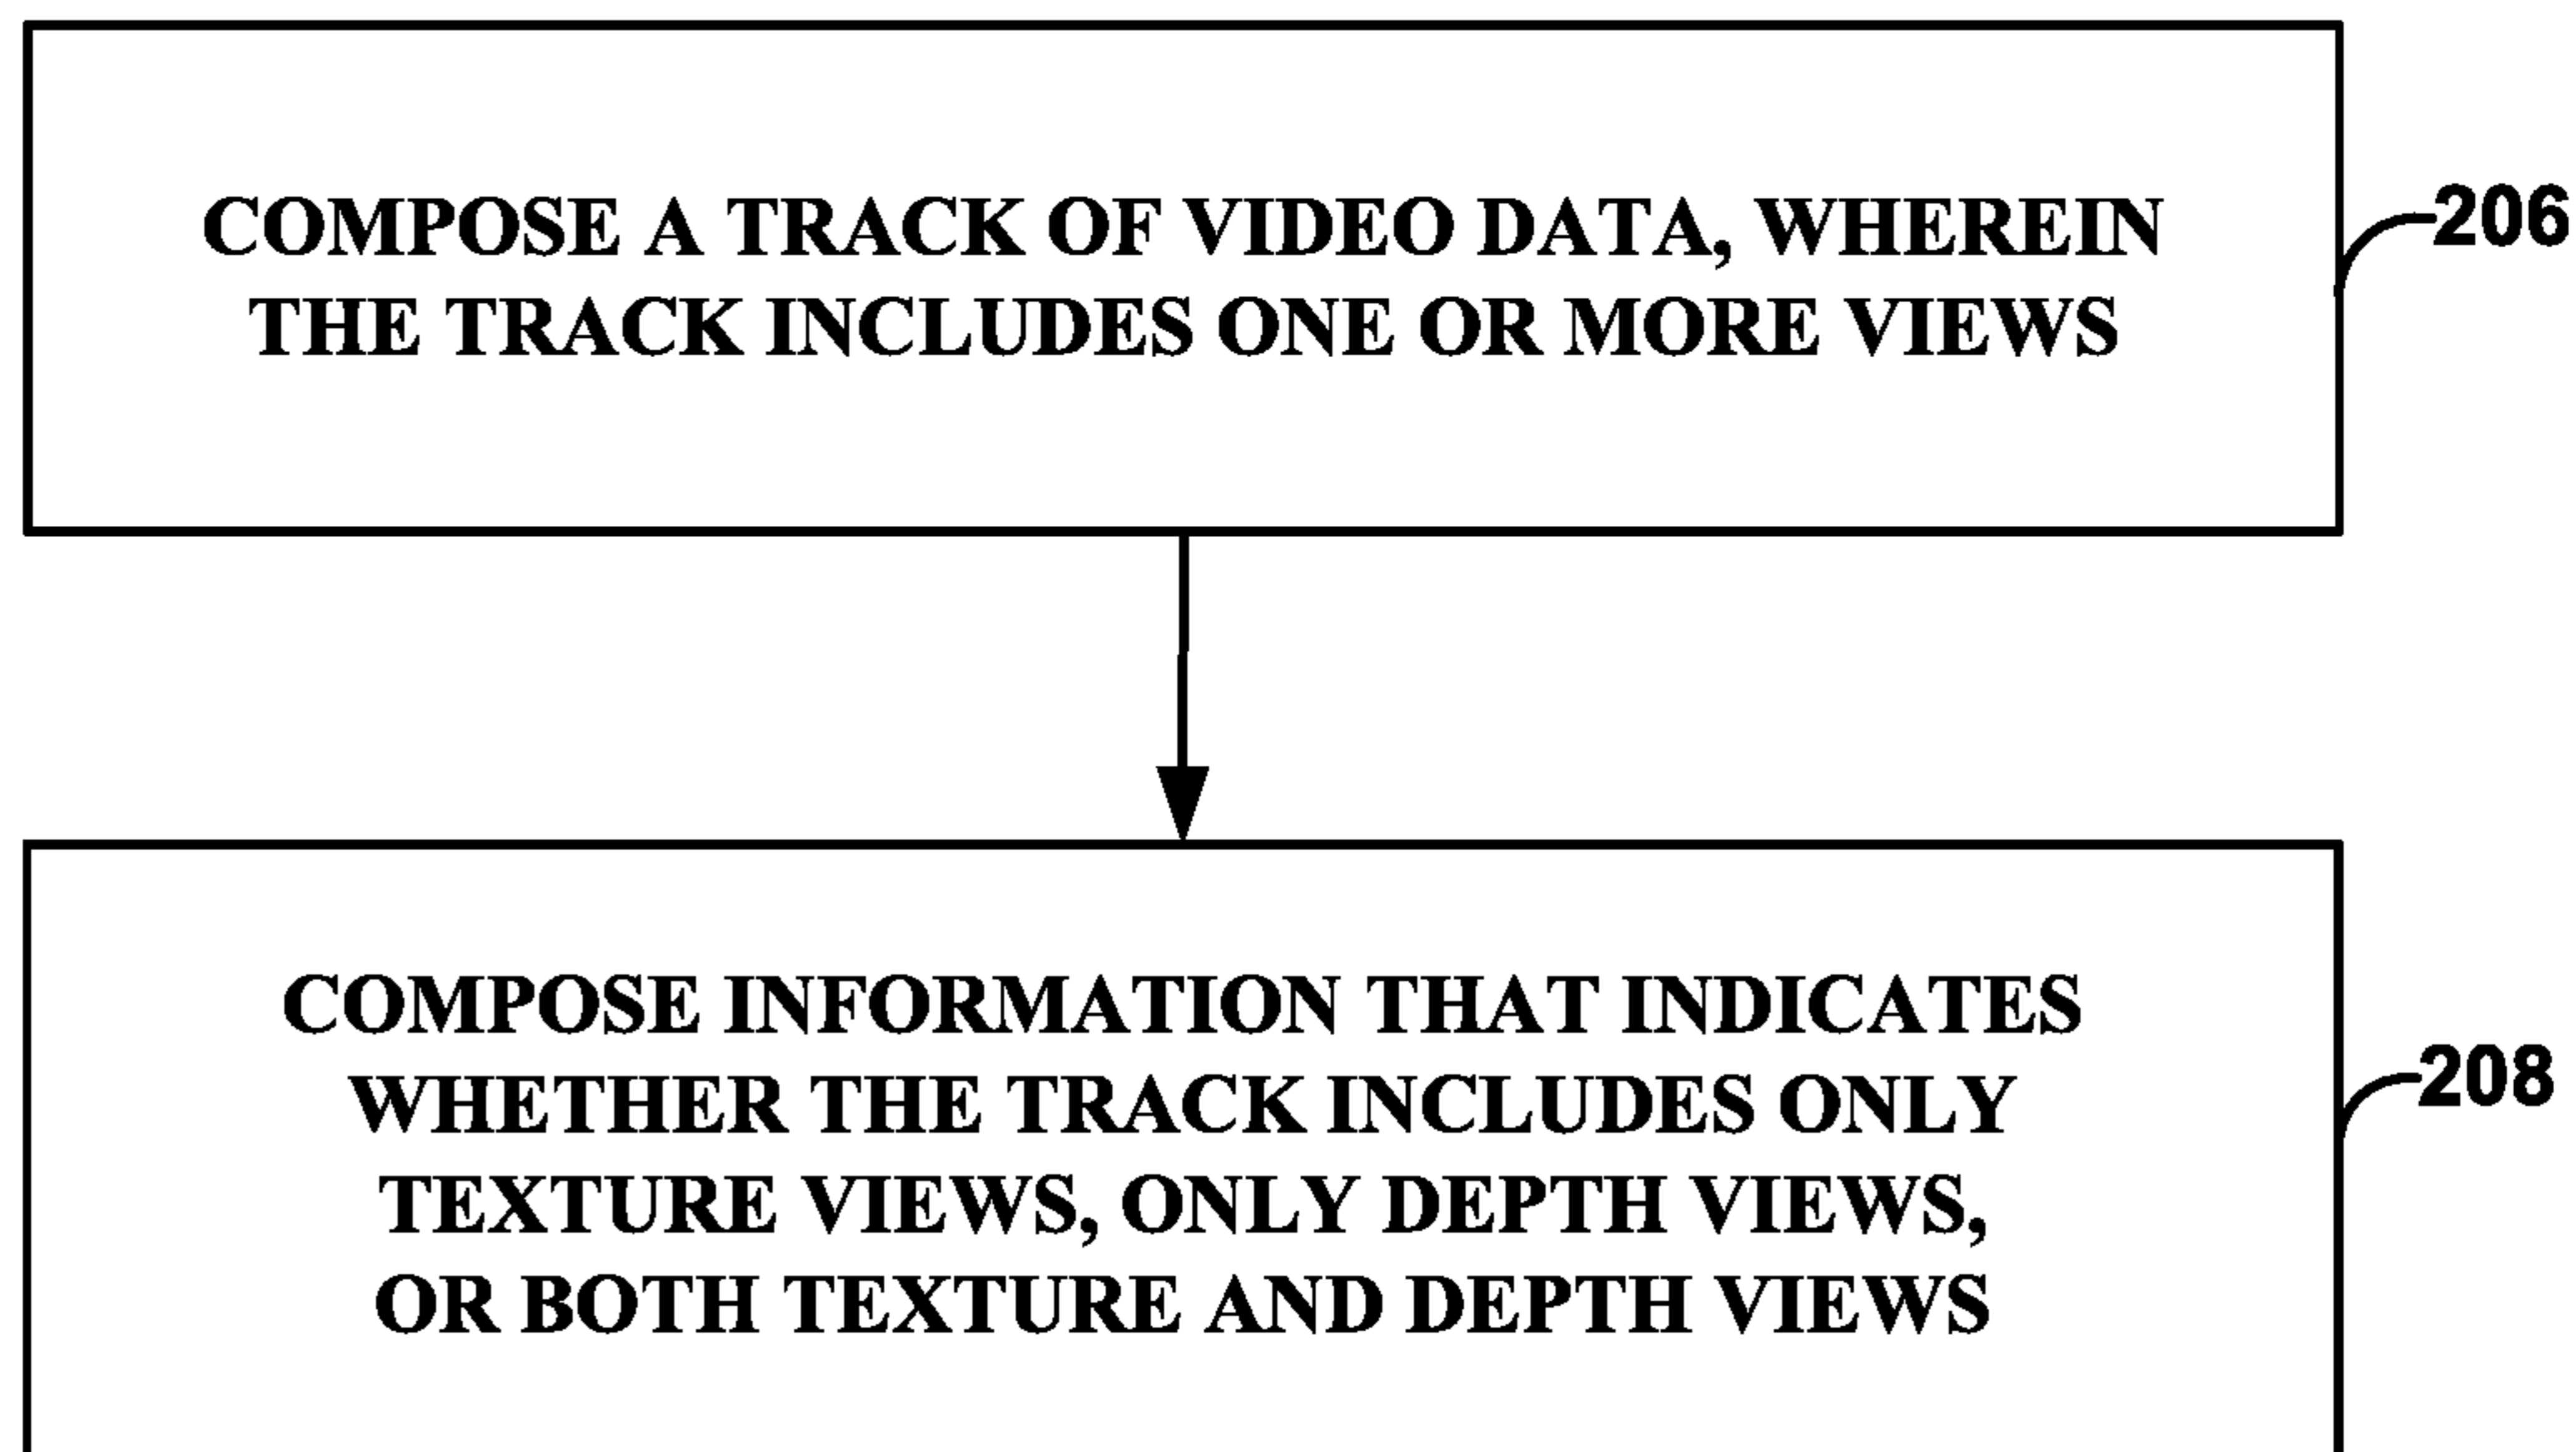 COMPOSE A TRACK OF VIDEO DATA, WHEREIN
THE TRACK INCLUDES ONE OR MORE VIEWS
206
COMPOSE INFORMATION THAT INDICATES
WHETHER THE TRACK INCLUDES ONLY
TEXTURE VIEWS, ONLY DEPTH VIEWS,
OR BOTH TEXTURE AND DEPTH VIEWS
208